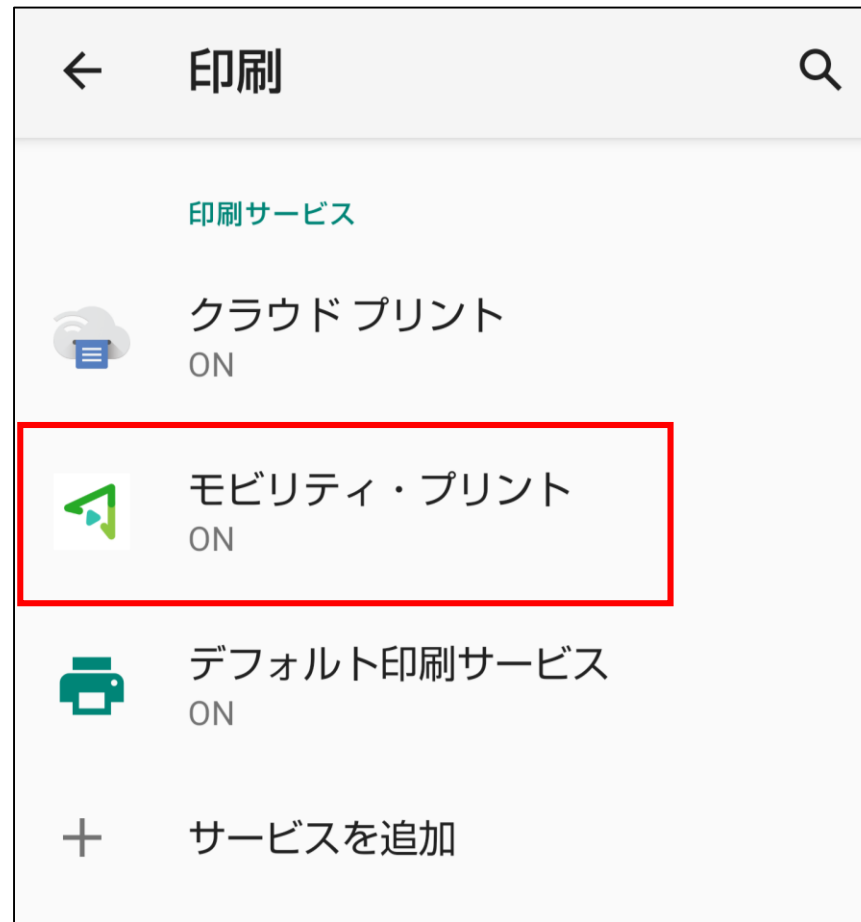 印刷
印刷サービス
クラウド プリント
ON
モビリティ・プリント
ON
デフォルト印刷サービス
ON
サービスを追加